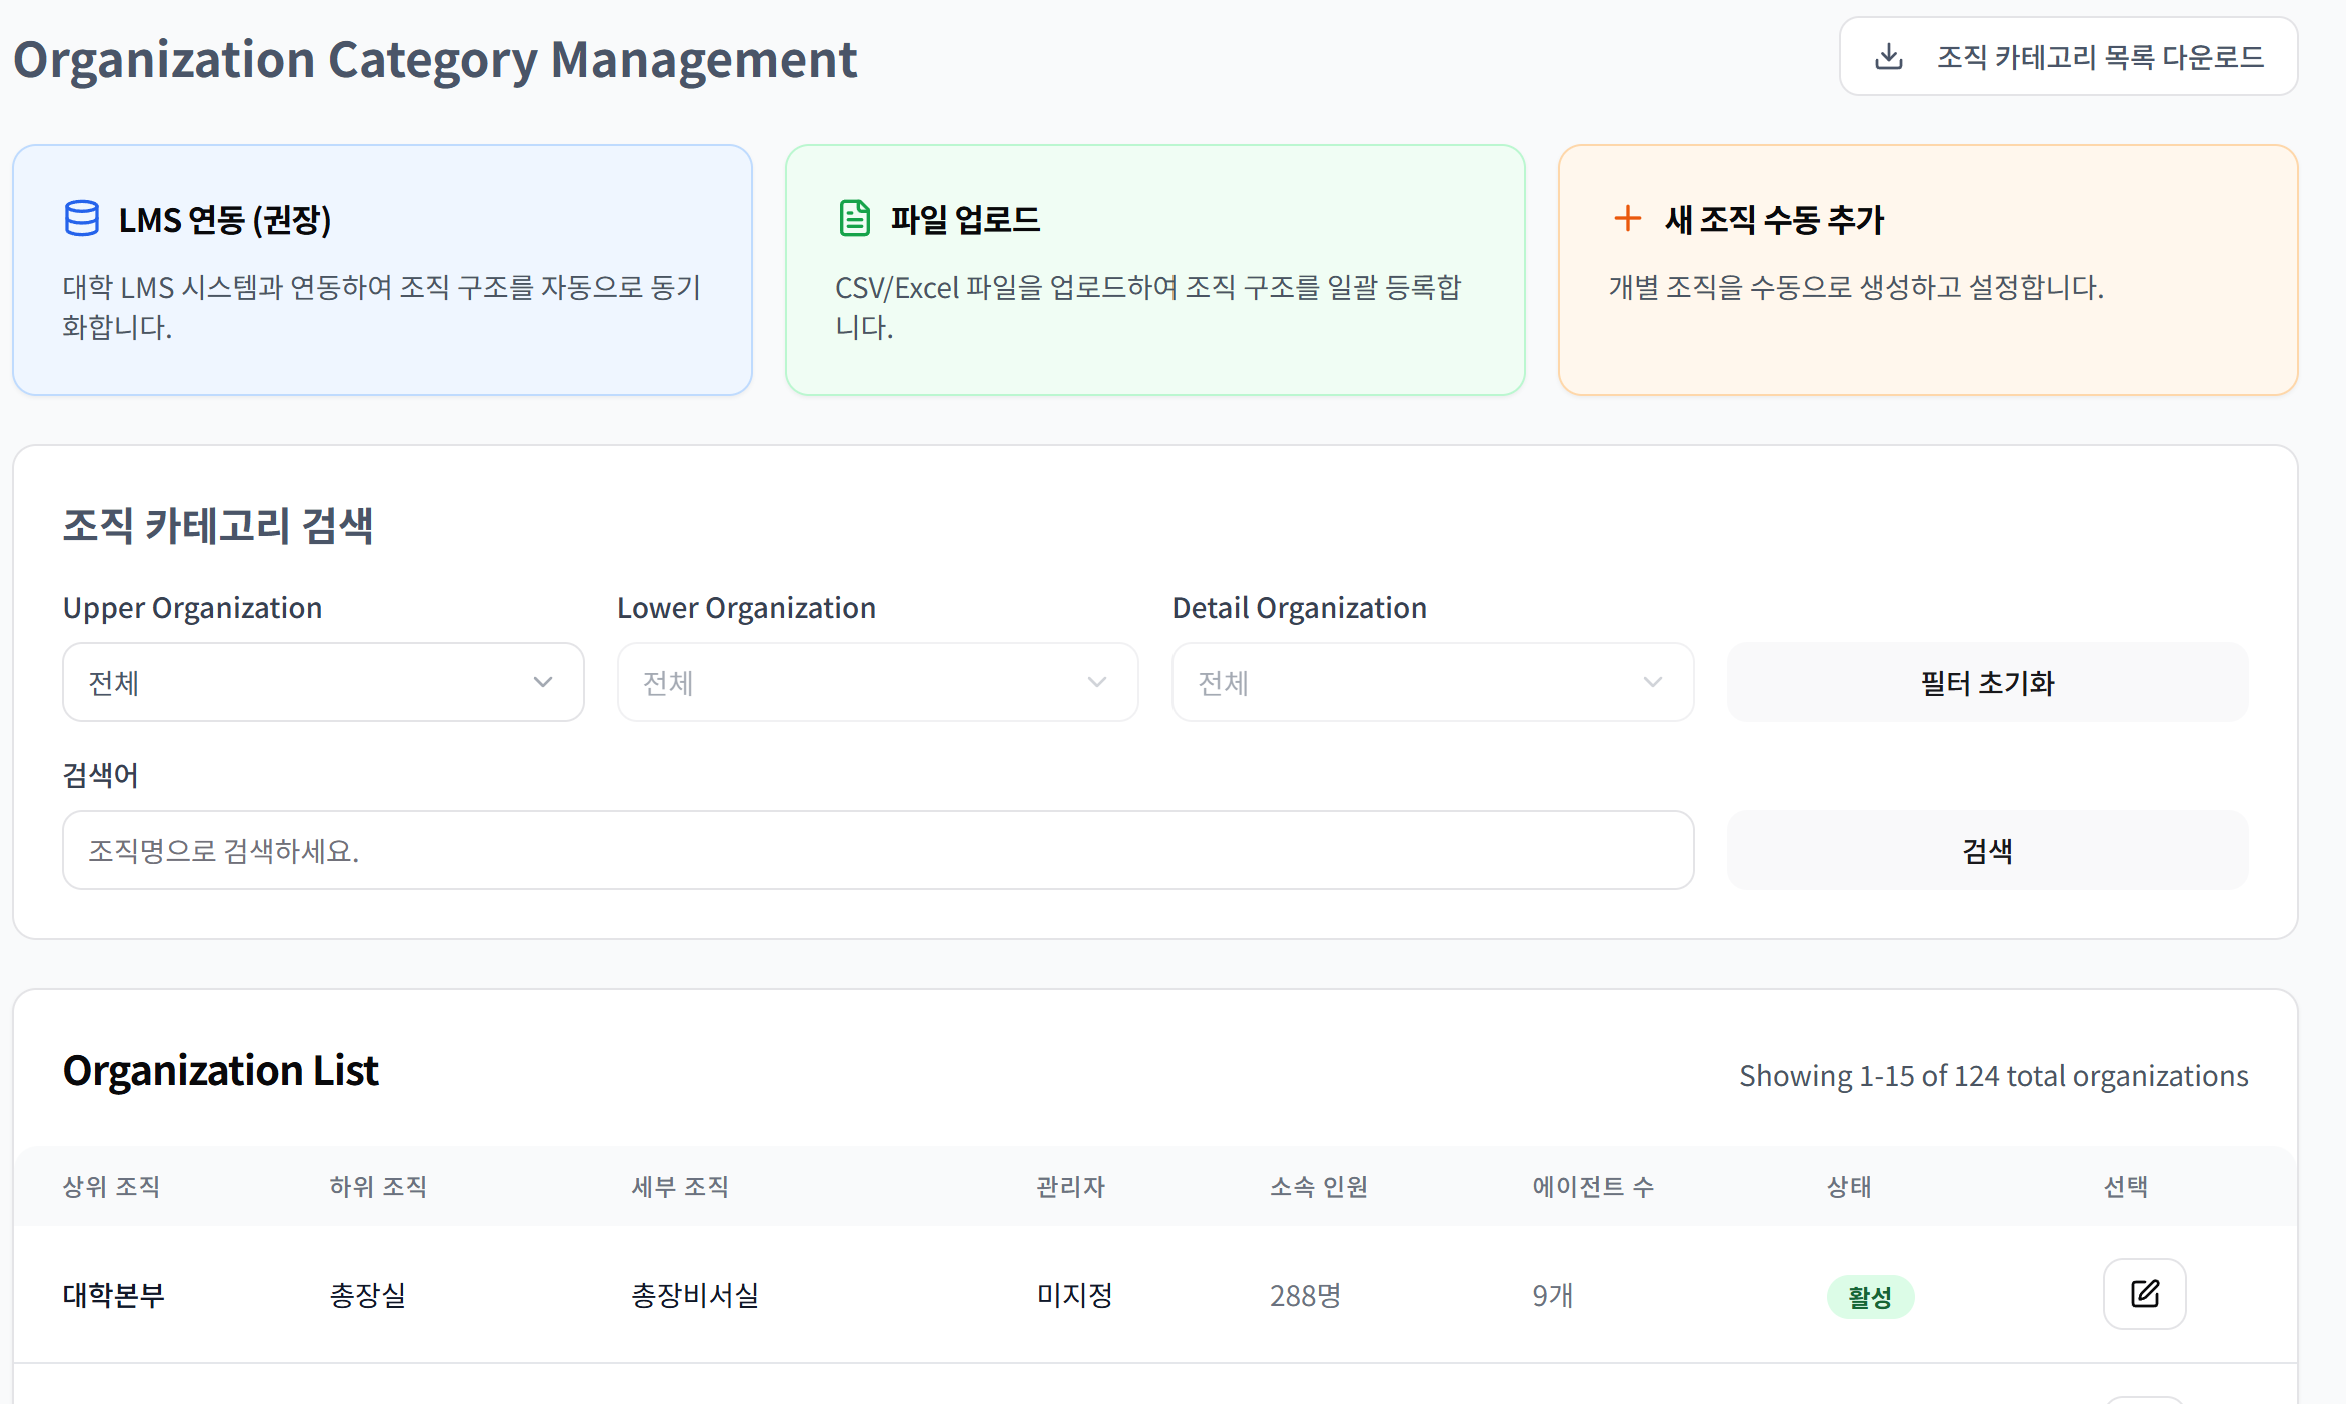 Organization Category Management
조직 카테고리 목록 다운로드
LMS 연동 (권장)
대학 LMS 시스템과 연동하여 조직 구조를 자동으로 동기
화합니다.
파일 업로드
CSV/Excel 파일을 업로드하여 조직 구조를 일괄 등록합
니다.
새 조직 수동 추가
개별 조직을 수동으로 생성하고 설정합니다.
조직 카테고리 검색
Upper Organization
Lower Organization
Detail Organization
전체
전체
전체
필터 초기화
검색어
조직명으로 검색하세요.
검색
Organization List
Showing 1-15 of 124 total organizations
상위 조직 하위 조직 세부 조직 관리자 소속 인원 에이전트 수 상태 선택
대학본부 총장실 총장비서실 미지정 288명 9개 활성